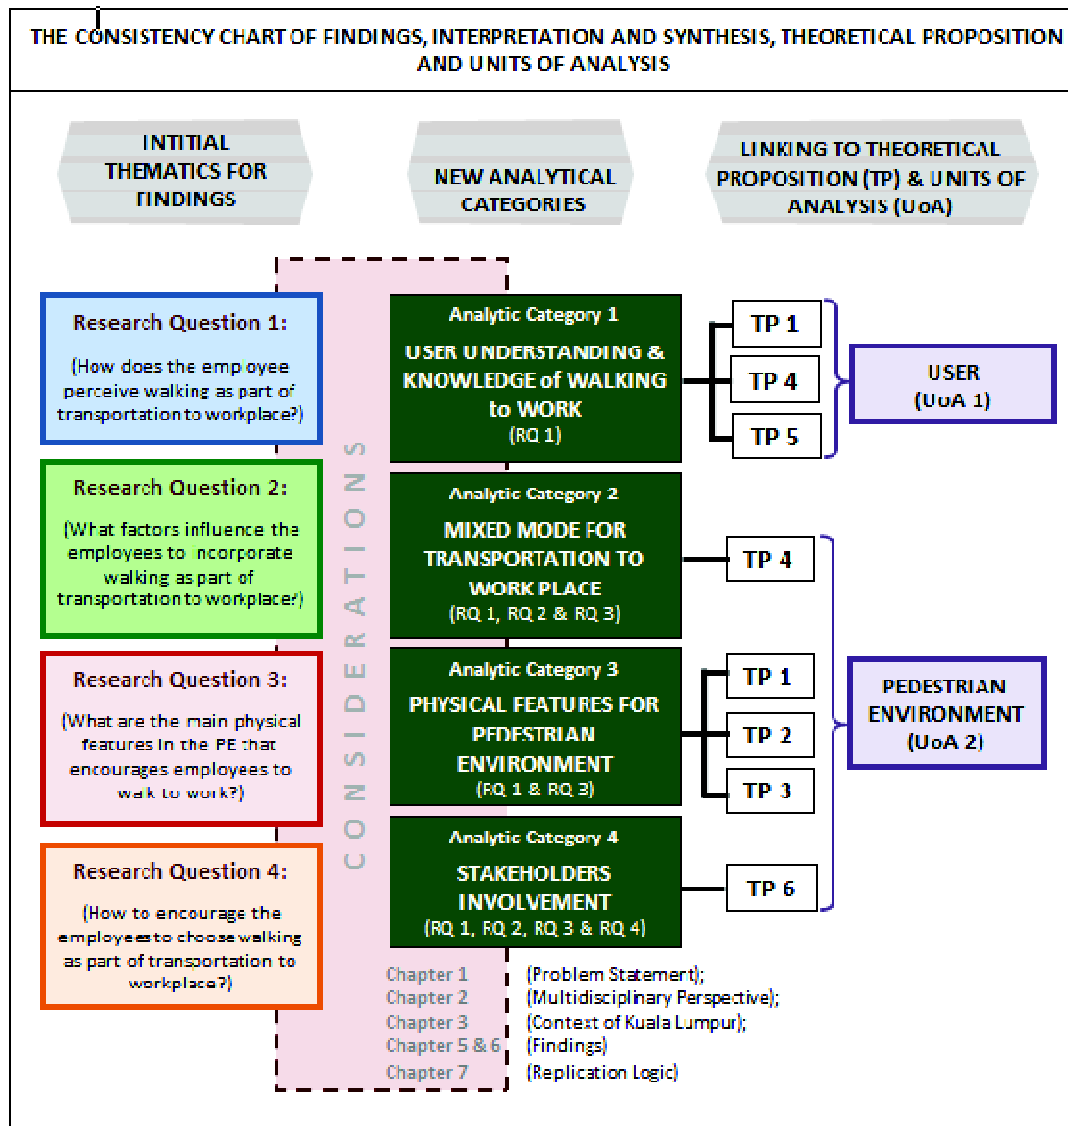 THE CONSISTENCY CHART OF FINDINGS, INTERPRETATION AND SYNTHESIS, THEORETICAL PROPOSITION
AND UNITS OF ANALYSIS
INTITIAL
THEMATICS FOR
FINDINGS
NEW ANALYTICAL
CATEGORIES
LINKING TO THEORETICAL
PROPOSITION (TP) & UNITS OF
ANALYSIS (UoA)
Research Question 1:
(How does the employee
perceive walking as part of
transportation to workplace?)
Research Question 2:
(What factors influence the
employees to incorporate
walking as part of
transportation to workplace?)
Research Question 3:
(What are the main physical
features in the PE that
encourages employees to
walk to work?)
Research Question 4:
(How to encourage the
employees to choose walking
as part of transportation to
workplace?)
CONSIDERATIONS
Analytic Category 1
USER UNDERSTANDING &
KNOWLEDGE of WALKING
to WORK
(RQ 1)
Analytic Category 2
MIXED MODE FOR
TRANSPORTATION TO
WORK PLACE
(RQ 1, RQ 2 & RQ 3)
Analytic Category 3
PHYSICAL FEATURES FOR
PEDESTRIAN
ENVIRONMENT
(RQ 1 & RQ 3)
Analytic Category 4
STAKEHOLDERS
INVOLVEMENT
(RQ 1, RQ 2, RQ 3 & RQ 4)
TP 1
TP 4
TP 5
USER
(UoA 1)
TP 4
TP 1
TP 2
TP 3
TP 6
PEDESTRIAN
ENVIRONMENT
(UoA 2)
Chapter 1 (Problem Statement);
Chapter 2 (Multidisciplinary Perspective);
Chapter 3 (Context of Kuala Lumpur);
Chapter 5 & 6 (Findings)
Chapter 7 (Replication Logic)